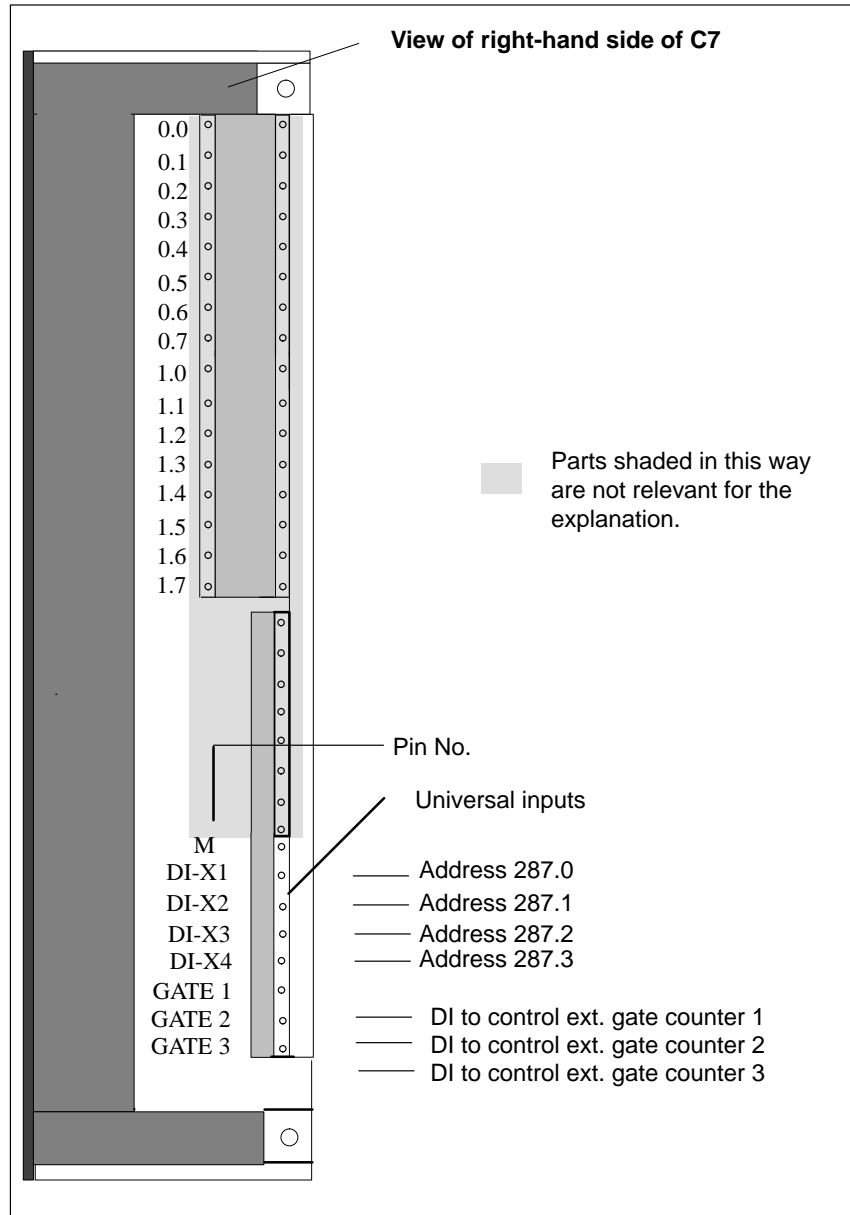 View of right-hand side of C7
0.0
0.1
0.2
0.3
0.4
0.5
0.6
0.7
1.0
1.1
1.2
1.3
1.4
1.5
1.6
1.7
Parts shaded in this way
are not relevant for the
explanation.
Pin No.
Universal inputs
M
DI-X1 Address 287.0
DI-X2 Address 287.1
DI-X3 Address 287.2
DI-X4 Address 287.3
GATE 1
GATE 2 DI to control ext. gate counter 1
GATE 3 DI to control ext. gate counter 2
DI to control ext. gate counter 3